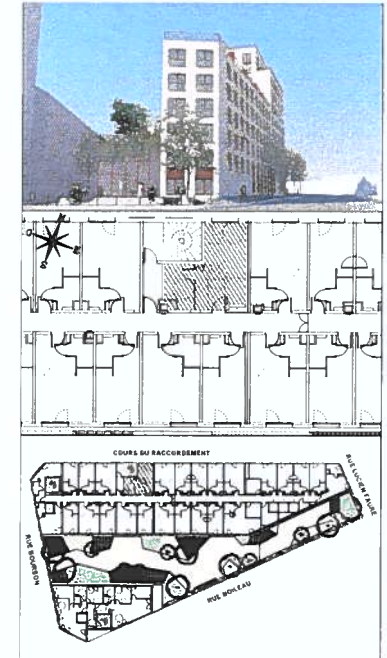 N
O
E
S
COURS DU RACCORDEMENT
RUE LUCIEN FAURE
RUE BOURBON
RUE BOILEAU